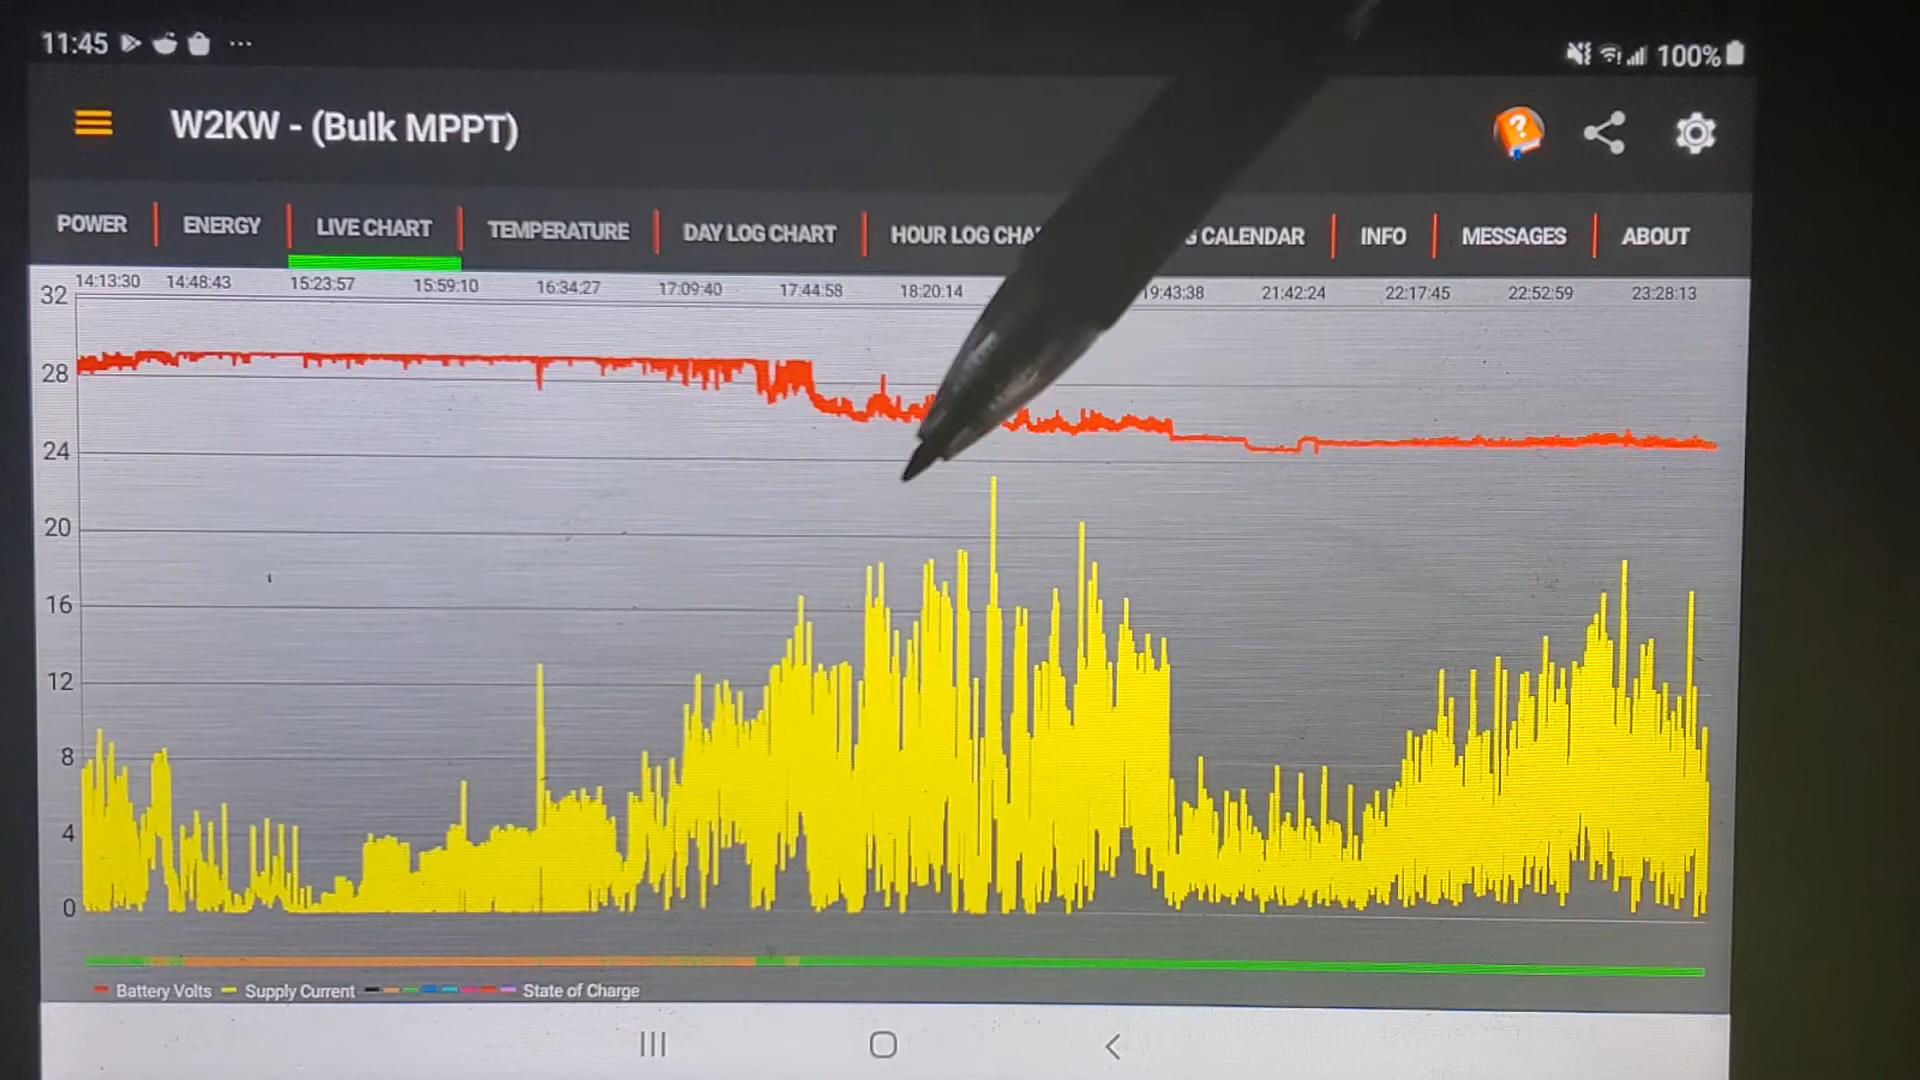 11:45 100%
W2KW - (Bulk MPPT)
POWER ENERGY LIVE CHART TEMPERATURE DAY LOG CHART HOUR LOG CALENDAR INFO MESSAGES ABOUT
14:13:30 14:48:43 15:23:57 15:59:10 16:34:27 17:09:40 17:44:58 18:20:14 19:43:38 21:42:24 22:17:45 22:52:59 23:28:13
32
28
24
20
16
12
8
4
0
Battery Volts Supply Current State of Charge